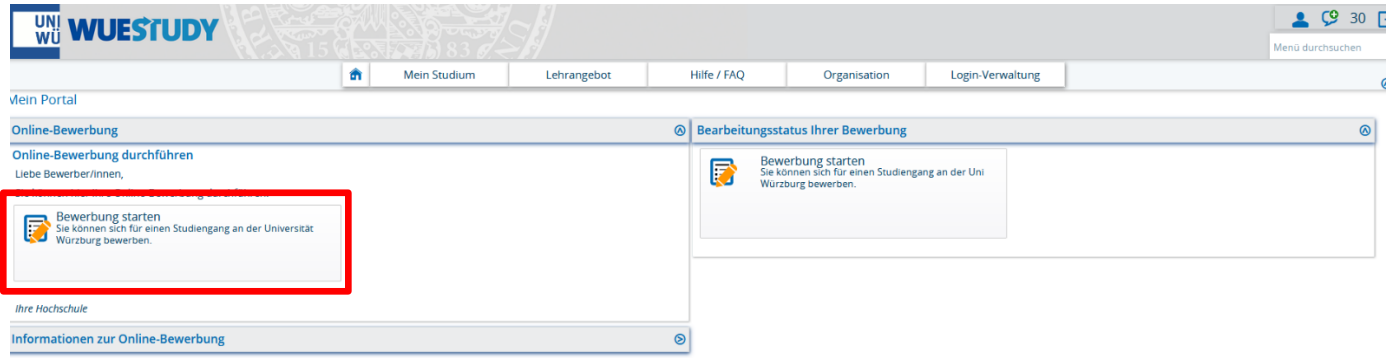 UNI
WÜ
WUESTUDY
15 83
30
Menü durchsuchen
Mein Studium
Lehrangebot
Hilfe / FAQ
Organisation
Login-Verwaltung
Mein Portal
Online-Bewerbung
Online-Bewerbung durchführen
Liebe Bewerber/innen,
Bewerbung starten
Sie können sich für einen Studiengang an der Universität
Würzburg bewerben.
Ihre Hochschule
Informationen zur Online-Bewerbung
Bearbeitungsstatus Ihrer Bewerbung
Bewerbung starten
Sie können sich für einen Studiengang an der Uni
Würzburg bewerben.